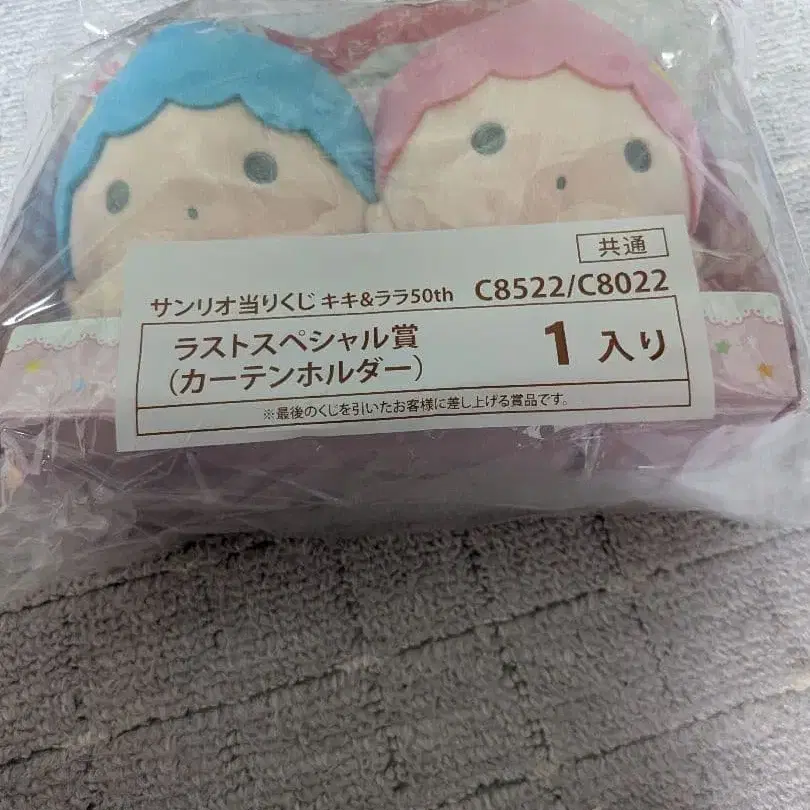 共通
サンリオ当りくじ キキ&ララ50th C8522/C8022
ラストスペシャル賞
(カーテンホルダー)
1 入り
※最後のくじを引いたお客様に差し上げる賞品です。